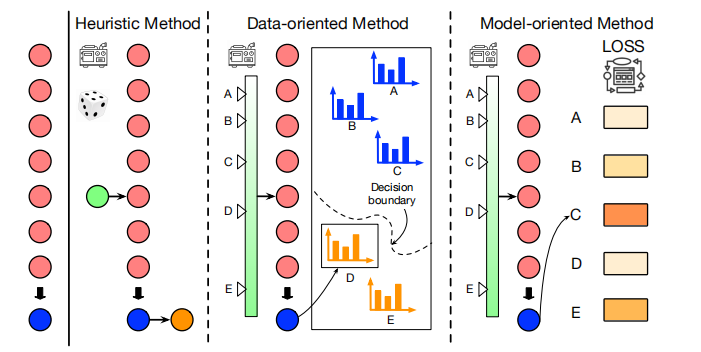 Heuristic Method
Data-oriented Method
A
B
C
D
E
A
B
C
Decision
boundary
D
E
Model-oriented Method
A
B
C
D
E
LOSS
A
B
C
D
E